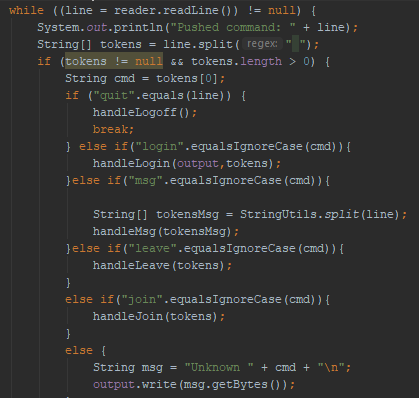 while ((line = reader.readLine()) != null) {
System.out.println("Pushed command: " + line);
String[] tokens = line.split( regex: " ");
if (tokens != null && tokens.length > 0) {
String cmd = tokens[0];
if ("quit".equals(line)) {
handleLogoff();
break;
} else if("login".equalsIgnoreCase(cmd)){
handleLogin(output,tokens);
}else if("msg".equalsIgnoreCase(cmd)){
String[] tokensMsg = StringUtils.split(line);
handleMsg(tokensMsg);
}else if("leave".equalsIgnoreCase(cmd)){
handleLeave(tokens);
}
else if("join".equalsIgnoreCase(cmd)){
handleJoin(tokens);
}
else {
String msg = "Unknown " + cmd + "\n";
output.write(msg.getBytes());